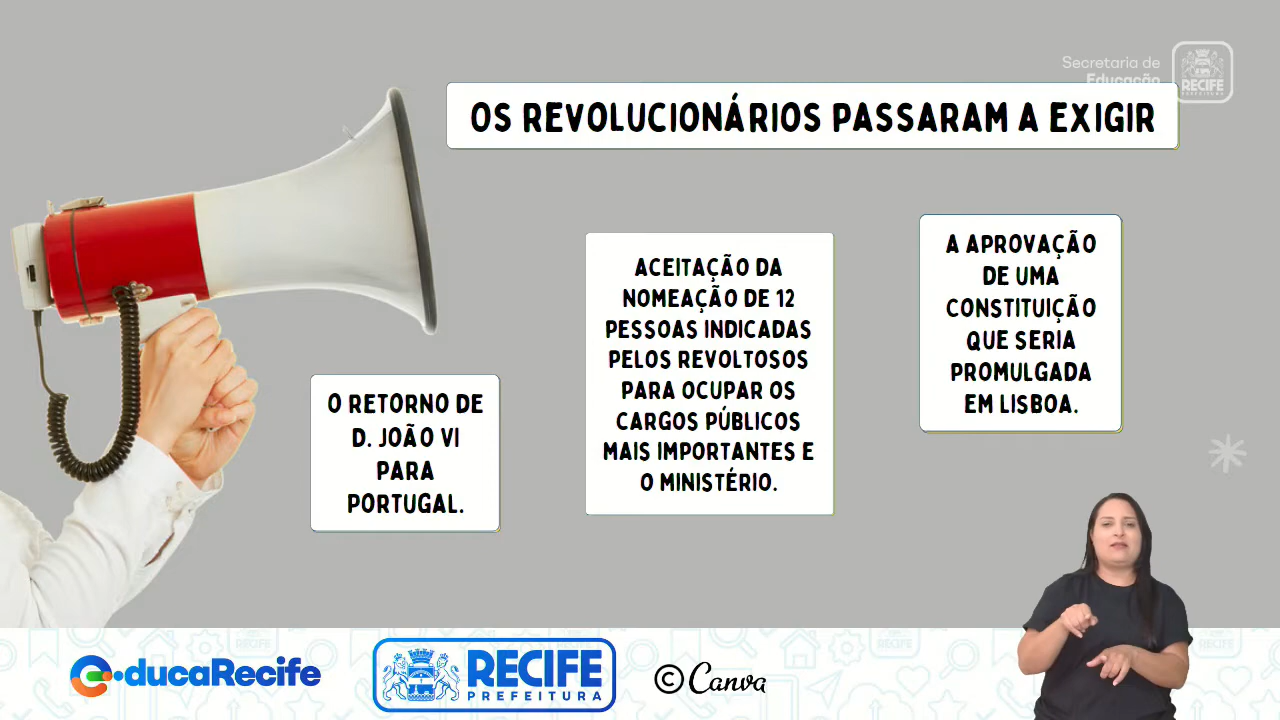 Secretaria de
Educação
RECIFE
PREFEITURA
OS REVOLUCIONÁRIOS PASSARAM A EXIGIR
O RETORNO DE
D. JOÃO VI
PARA
PORTUGAL.
ACEITAÇÃO DA
NOMEAÇÃO DE 12
PESSOAS INDICADAS
PELOS REVOLTOSOS
PARA OCUPAR OS
CARGOS PÚBLICOS
MAIS IMPORTANTES E
O MINISTÉRIO.
A APROVAÇÃO
DE UMA
CONSTITUIÇÃO
QUE SERIA
PROMULGADA
EM LISBOA.
educaRecife
RECIFE
PREFEITURA
© Canva